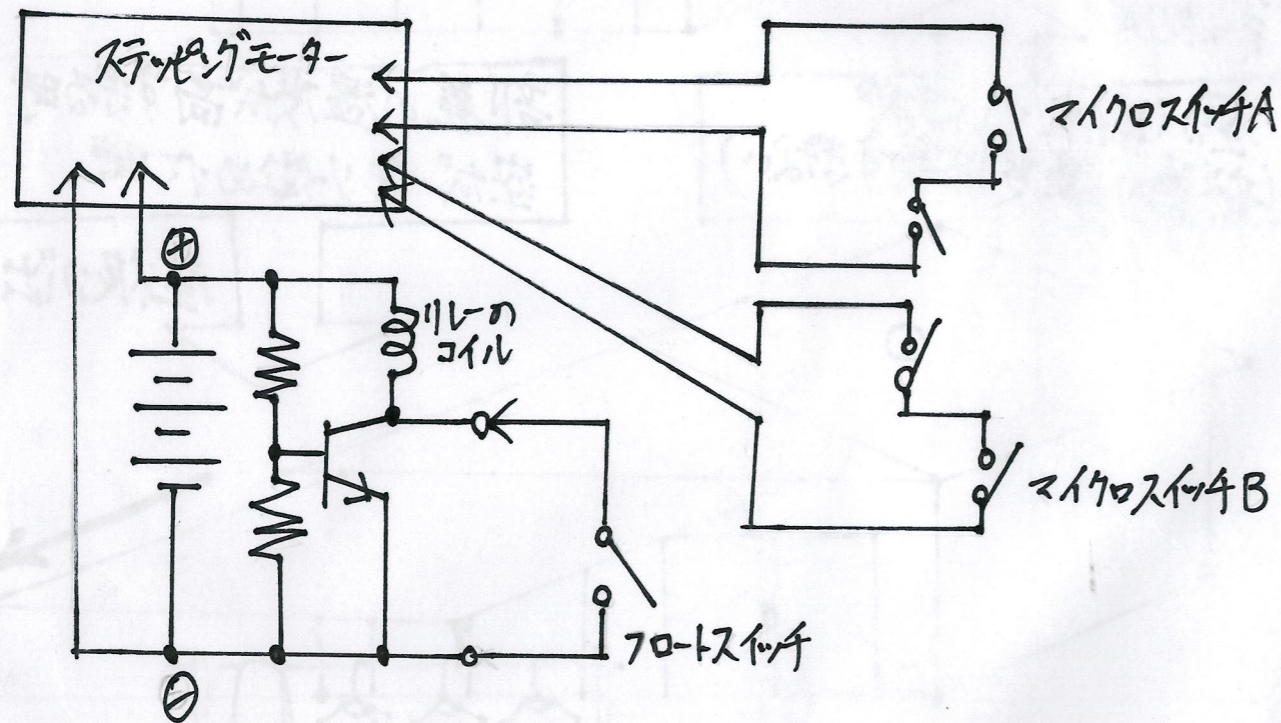 ステッピングモーター
マイクロスイッチA
⊕
リレーの
コイル
マイクロスイッチB
フロートスイッチ
⊖